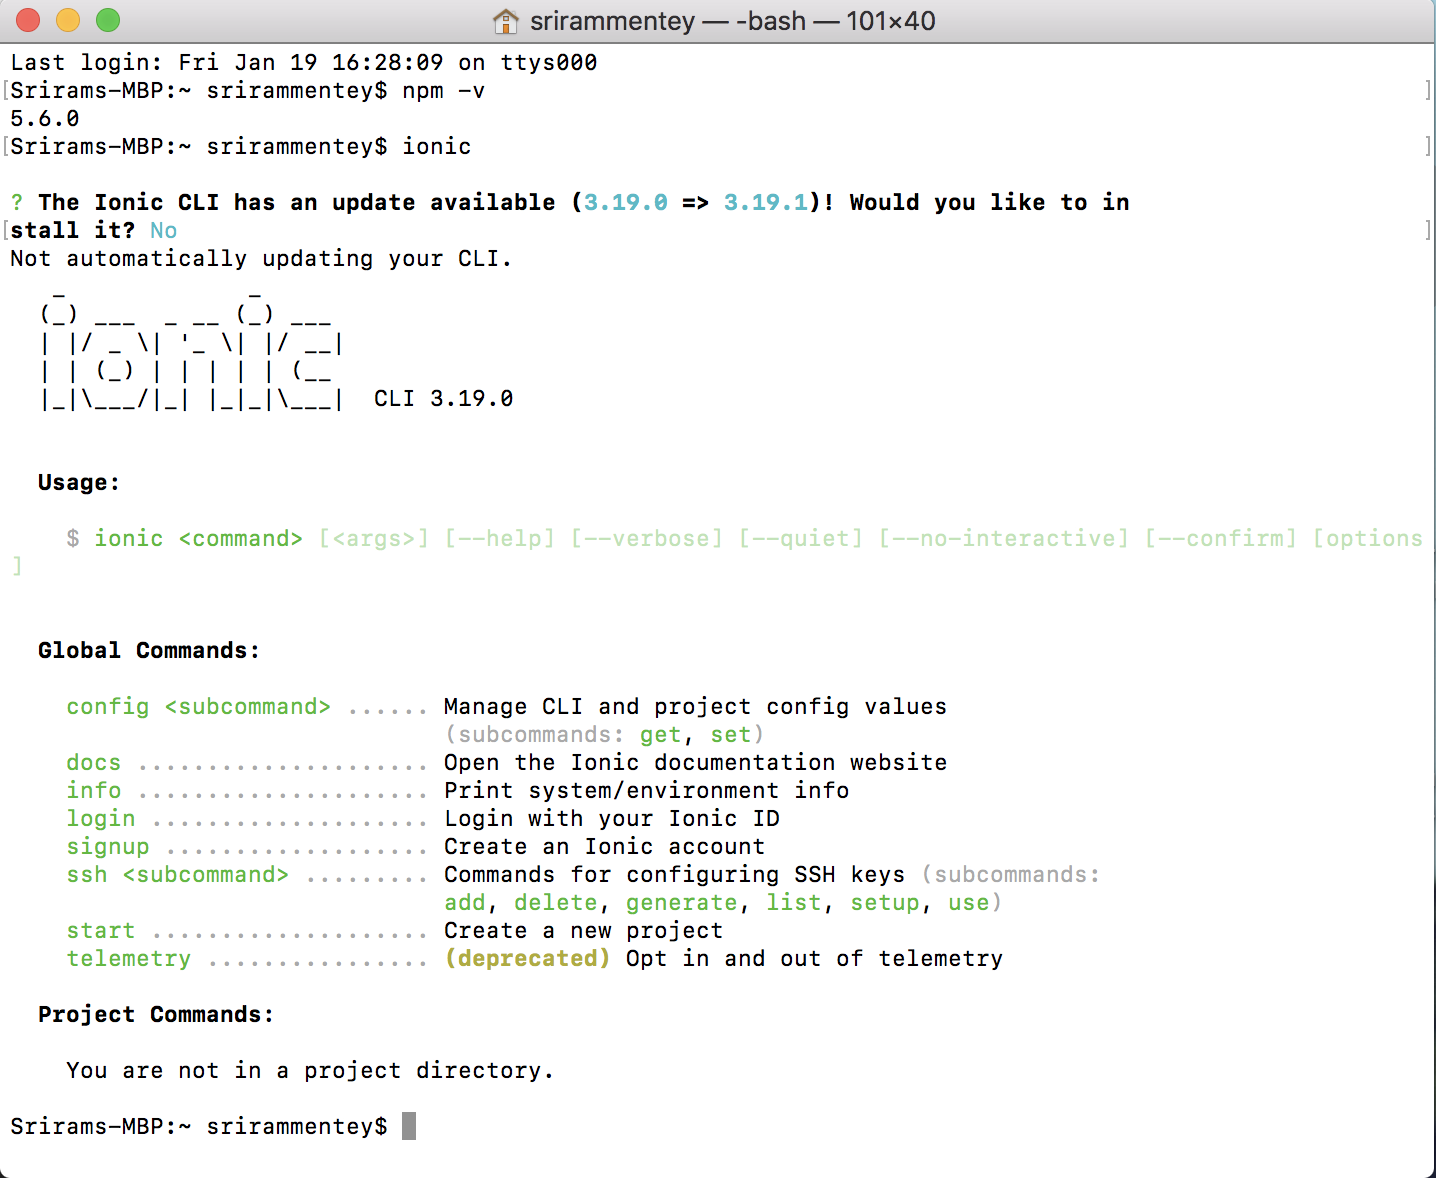 srirammentey — -bash — 101×40
Last login: Fri Jan 19 16:28:09 on ttys000
[Srirams-MBP:~ srirammentey$ npm -v ]
5.6.0
[Srirams-MBP:~ srirammentey$ ionic ]
? The Ionic CLI has an update available (3.19.0 => 3.19.1)! Would you like to in
[stall it? No ]
Not automatically updating your CLI.
   _             _
  (_) ___  _ __ (_) ___
  | |/ _ \| '_ \| |/ __|
  | | (_) | | | | | (__
  |_|\___/|_| |_|_|\___|  CLI 3.19.0
Usage:
$ ionic <command> [<args>] [--help] [--verbose] [--quiet] [--no-interactive] [--confirm] [options
]
Global Commands:
config <subcommand> ...... Manage CLI and project config values
(subcommands: get, set)
docs ..................... Open the Ionic documentation website
info ..................... Print system/environment info
login .................... Login with your Ionic ID
signup ................... Create an Ionic account
ssh <subcommand> ......... Commands for configuring SSH keys (subcommands:
add, delete, generate, list, setup, use)
start .................... Create a new project
telemetry ................ (deprecated) Opt in and out of telemetry
Project Commands:
You are not in a project directory.
Srirams-MBP:~ srirammentey$